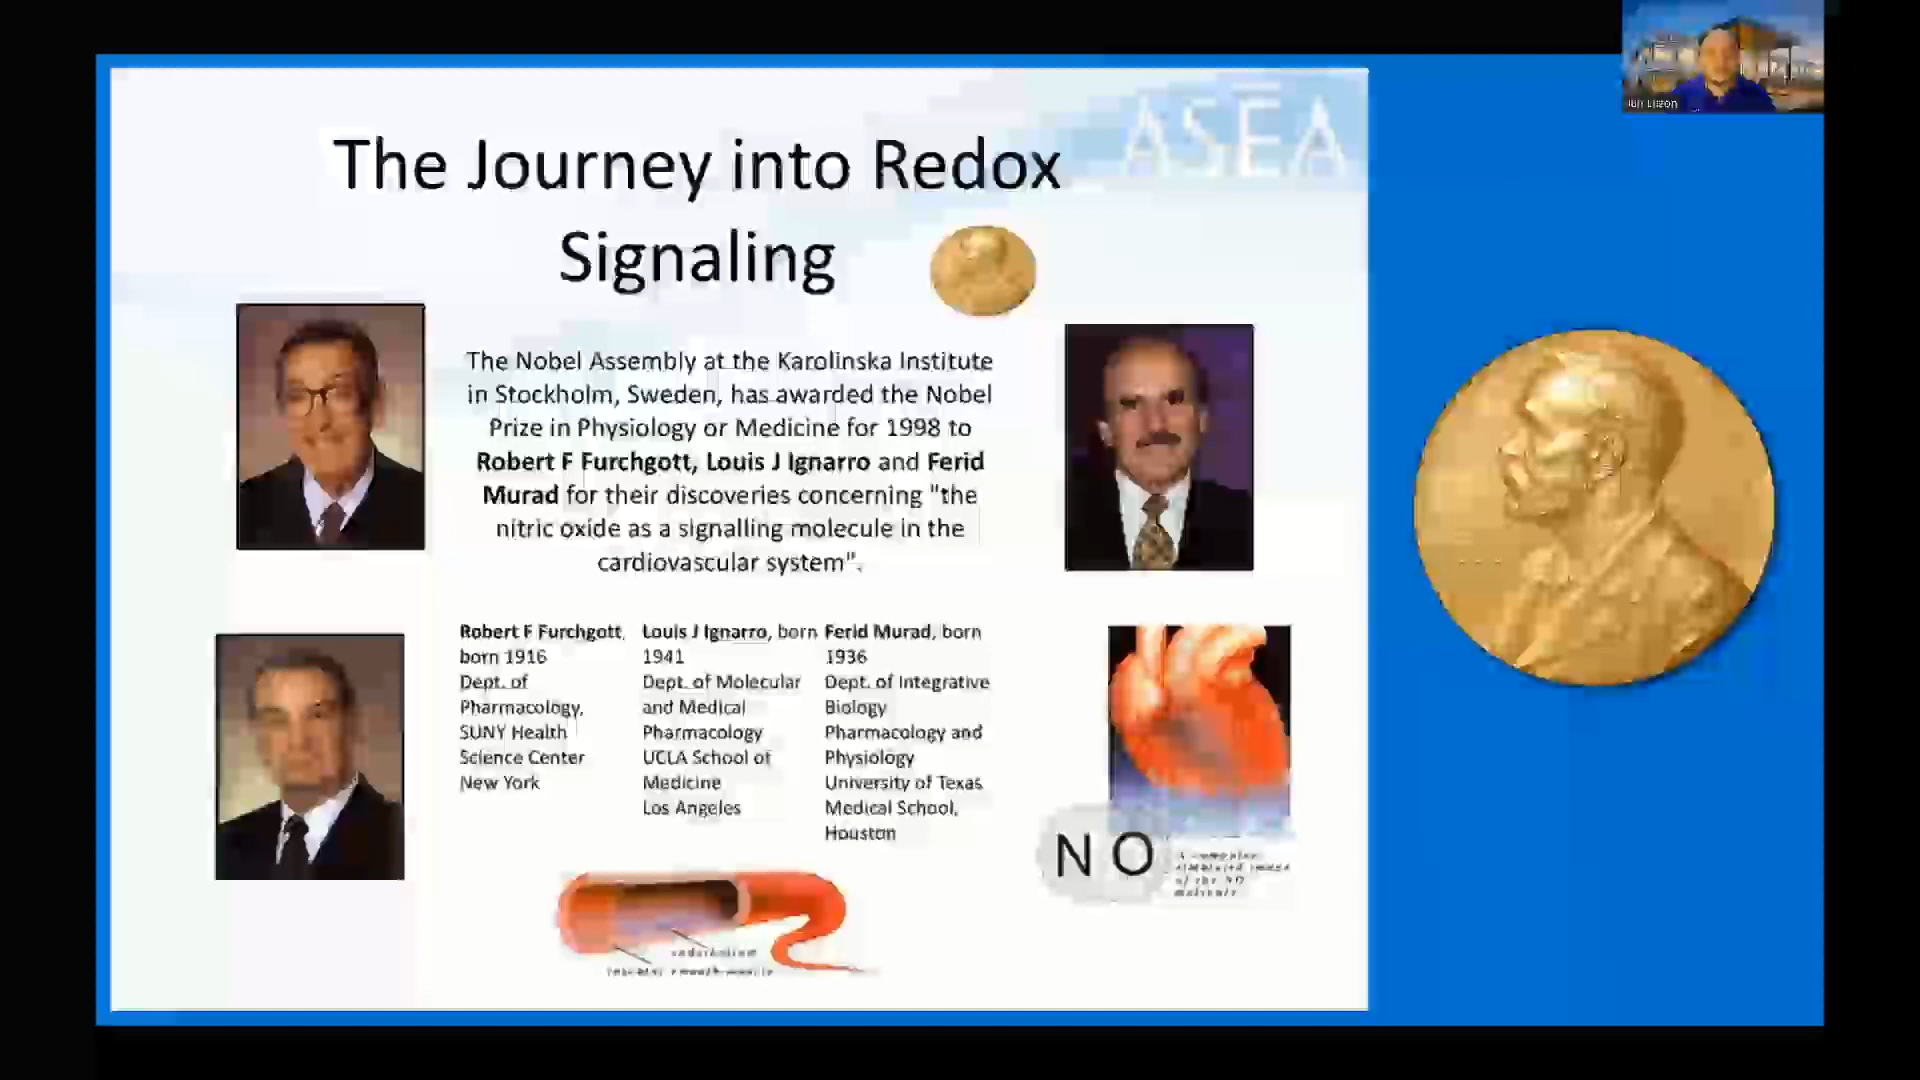 ASEA
The Journey into Redox
Signaling
The Nobel Assembly at the Karolinska Institute
in Stockholm, Sweden, has awarded the Nobel
Prize in Physiology or Medicine for 1998 to
Robert F Furchgott, Louis J Ignarro and Ferid
Murad for their discoveries concerning "the
nitric oxide as a signalling molecule in the
cardiovascular system".
Robert F Furchgott,
born 1916
Dept. of
Pharmacology,
SUNY Health
Science Center
New York
Louis J Ignarro, born
1941
Dept. of Molecular
and Medical
Pharmacology
UCLA School of
Medicine
Los Angeles
Ferid Murad, born
1936
Dept. of Integrative
Biology
Pharmacology and
Physiology
University of Texas
Medical School,
Houston
N O
of the NO
molecule
endothelium